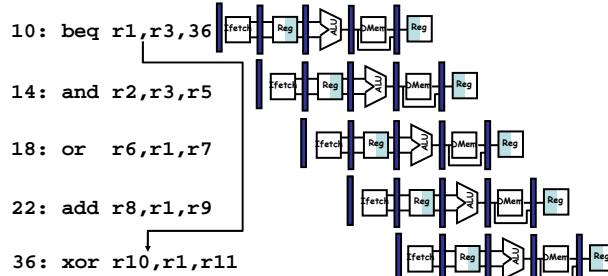 10: beq r1,r3,36 Ifetch Reg ALU DMem Reg
14: and r2,r3,r5 Ifetch Reg ALU DMem Reg
18: or r6,r1,r7 Ifetch Reg ALU DMem Reg
22: add r8,r1,r9 Ifetch Reg ALU DMem Reg
36: xor r10,r1,r11 Ifetch Reg ALU DMem Reg